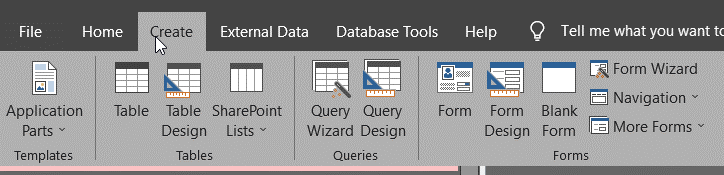 File Home Create External Data Database Tools Help Tell me what you want to
Application Parts
Table
Table Design
SharePoint Lists
Query Wizard
Query Design
Form
Form Design
Blank Form
Form Wizard
Navigation
More Forms
Templates Tables Queries Forms